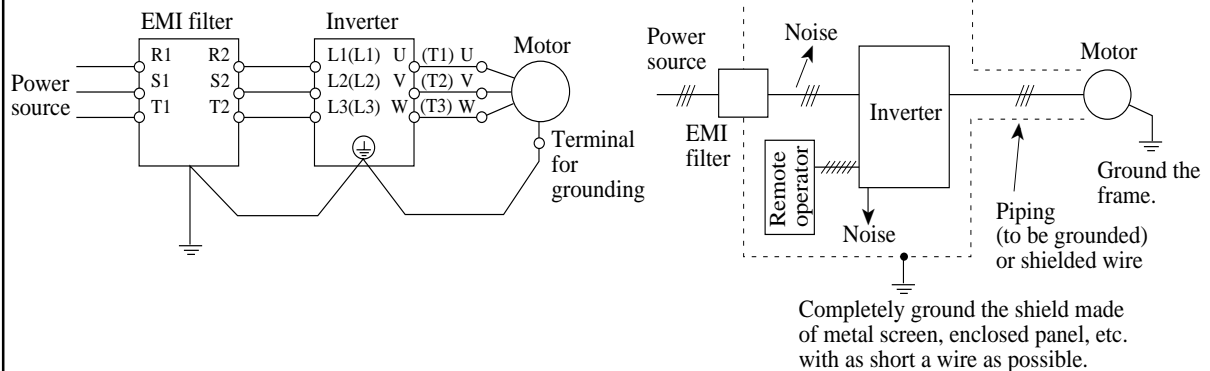 EMI filter
Inverter
R1 R2 L1(L1) U (T1) U
S1 S2 L2(L2) V (T2) V
T1 T2 L3(L3) W (T3) W
Motor
Power
source
Terminal
for
grounding
Power
source
Noise
Motor
EMI
filter
Inverter
Remote
operator
Noise
Ground the
frame.
Piping
(to be grounded)
or shielded wire
Completely ground the shield made
of metal screen, enclosed panel, etc.
with as short a wire as possible.